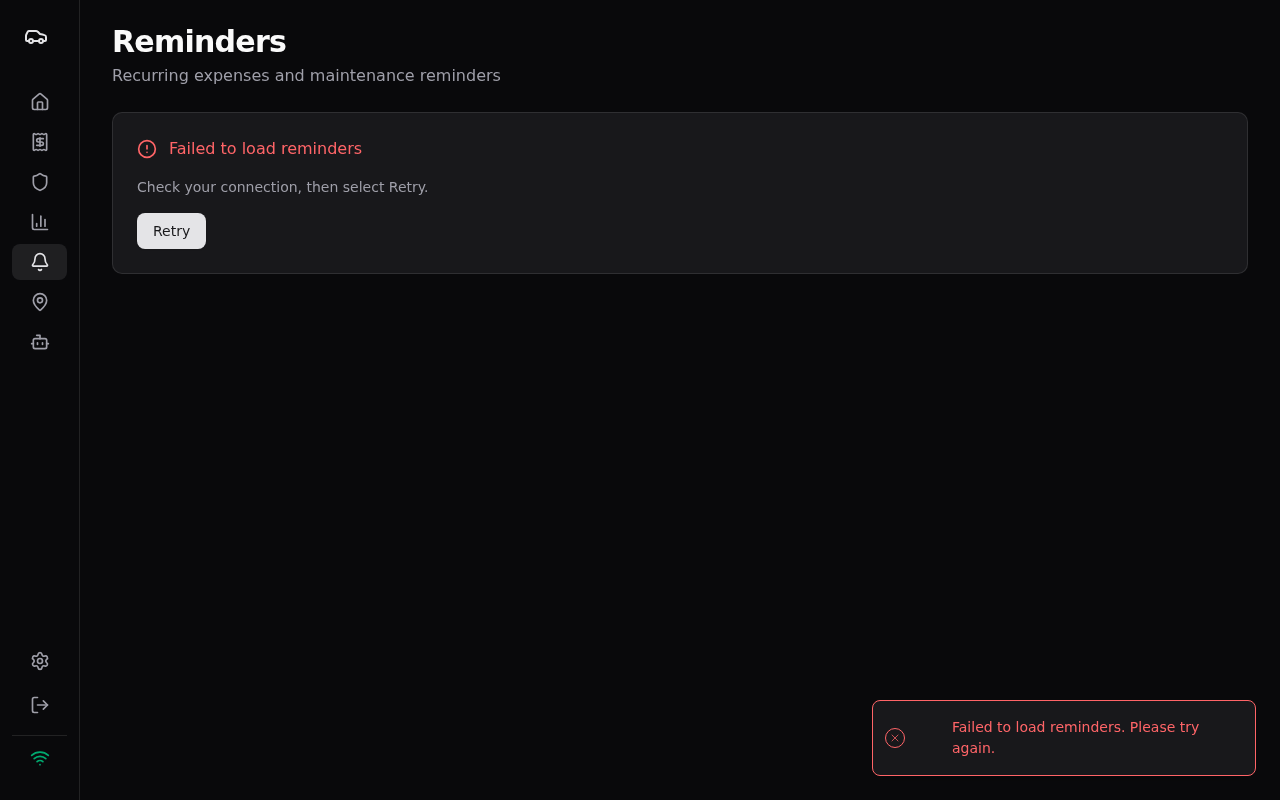 Reminders
Recurring expenses and maintenance reminders
Failed to load reminders
Check your connection, then select Retry.
Retry
Failed to load reminders. Please try
again.